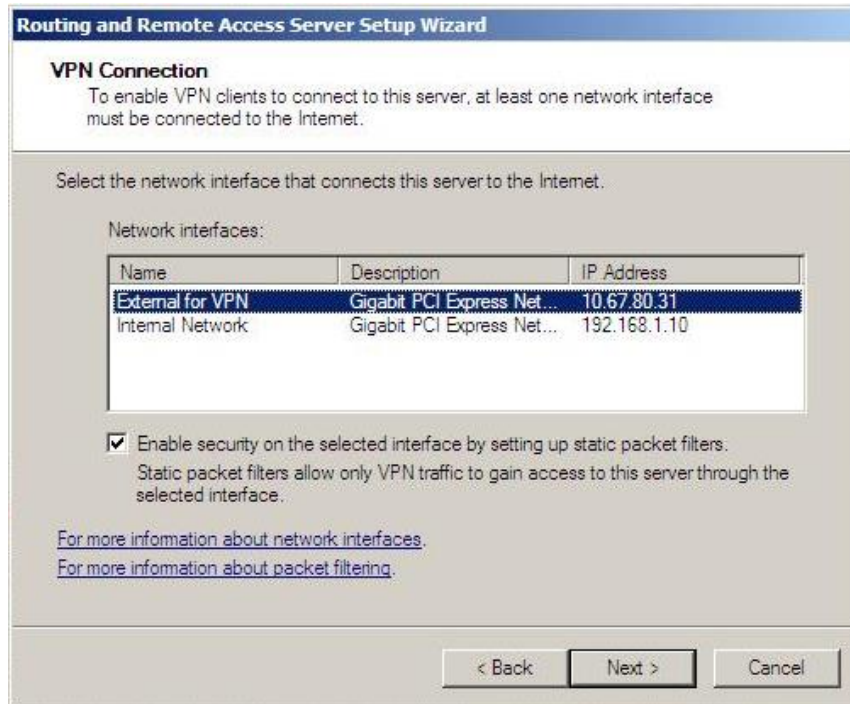 Routing and Remote Access Server Setup Wizard
VPN Connection
To enable VPN clients to connect to this server, at least one network interface
must be connected to the Internet.
Select the network interface that connects this server to the Internet.
Network interfaces:
Name Description IP Address
External for VPN Gigabit PCI Express Net... 10.67.80.31
Internal Network Gigabit PCI Express Net... 192.168.1.10
Enable security on the selected interface by setting up static packet filters.
Static packet filters allow only VPN traffic to gain access to this server through the
selected interface.
For more information about network interfaces.
For more information about packet filtering.
< Back Next > Cancel